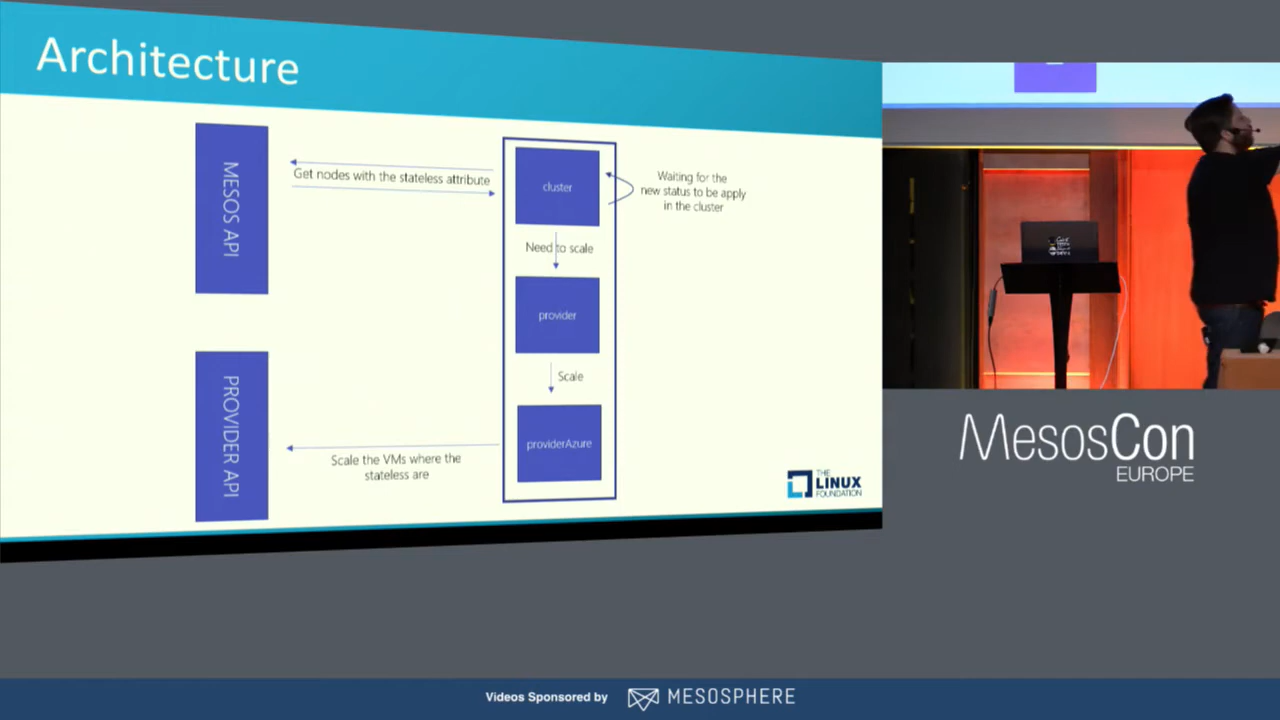 Architecture
MESOS API
Get nodes with the stateless attribute
cluster
Waiting for the
new status to be apply
in the cluster
Need to scale
provider
Scale
PROVIDER API
providerAzure
Scale the VMs where the
stateless are
THE
LINUX
FOUNDATION
MesosCon
EUROPE
Videos Sponsored by
MESOSPHERE